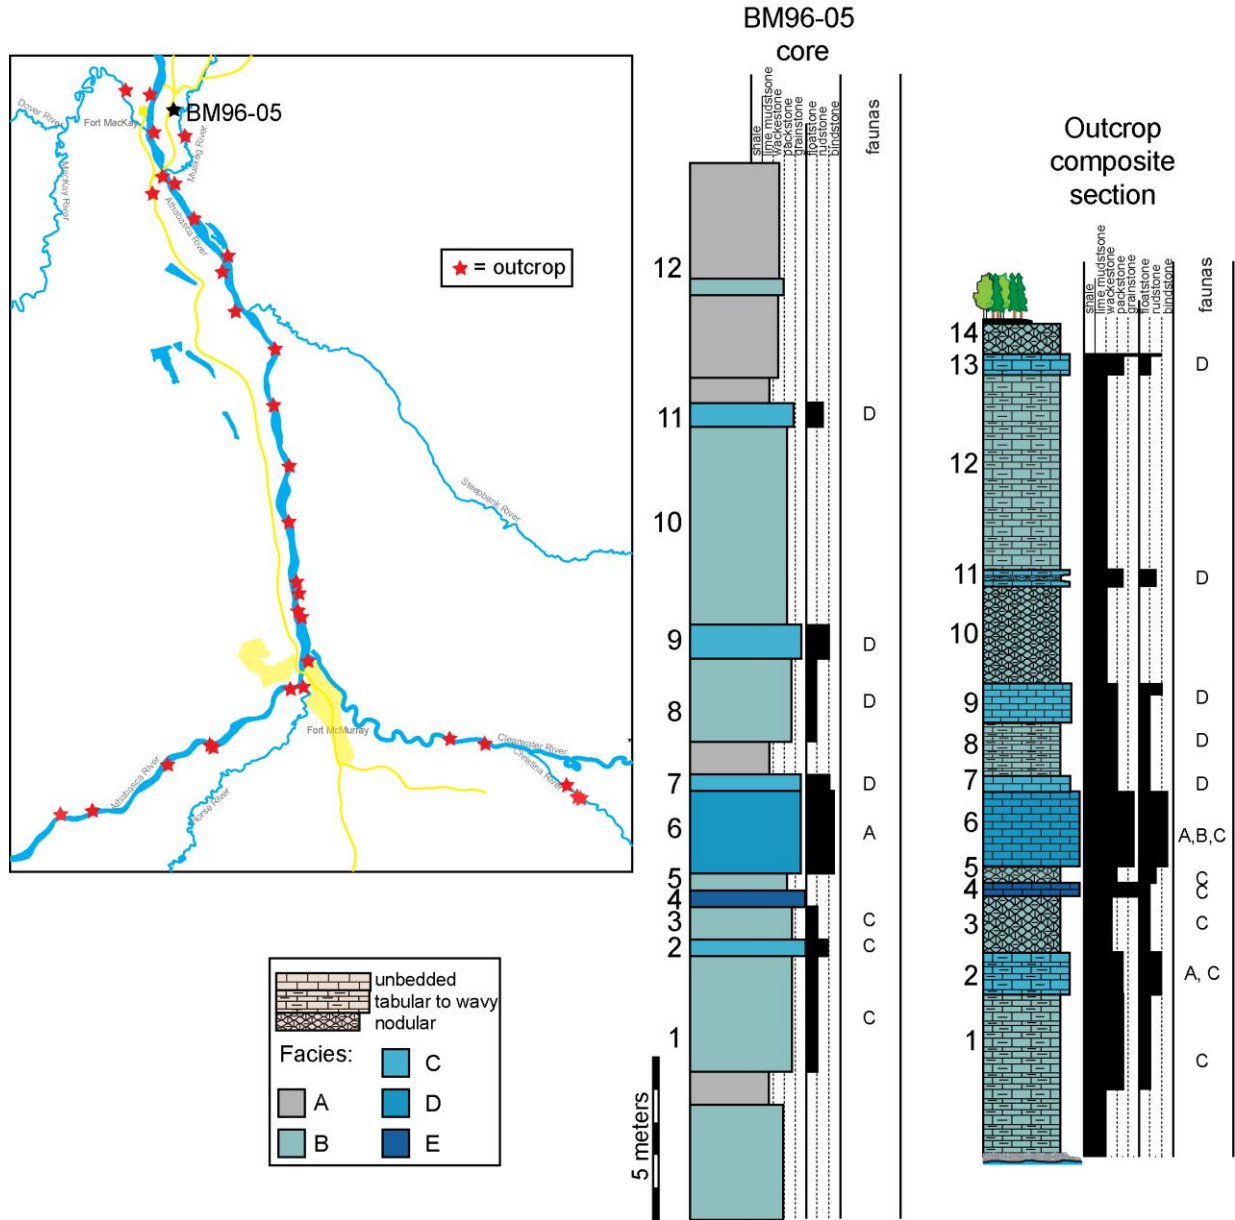 BM96-05
core
shale
lime mudstsone
wackestone
packstone
grainstone
floatstone
rudstone
bindstone
faunas
Dover River
Fort MacKay
BM96-05
MacKay River
Muskeg River
Athabasca River
= outcrop
Steepbank River
Fort McMurray
Clearwater River
Christina River
Athabasca River
Horse River
12
11 D
10
9 D
8 D
7 D
6 A
5
4
3 C
2 C
1 C
5 meters
Outcrop
composite
section
shale
lime mudstsone
wackestone
packstone
grainstone
floatstone
rudstone
bindstone
faunas
14
13 D
12
11 D
10
9 D
8 D
7 D
6 A,B,C
5 C
4 C
3 C
2 A, C
1 C
unbedded
tabular to wavy
nodular
Facies:
A
B
C
D
E